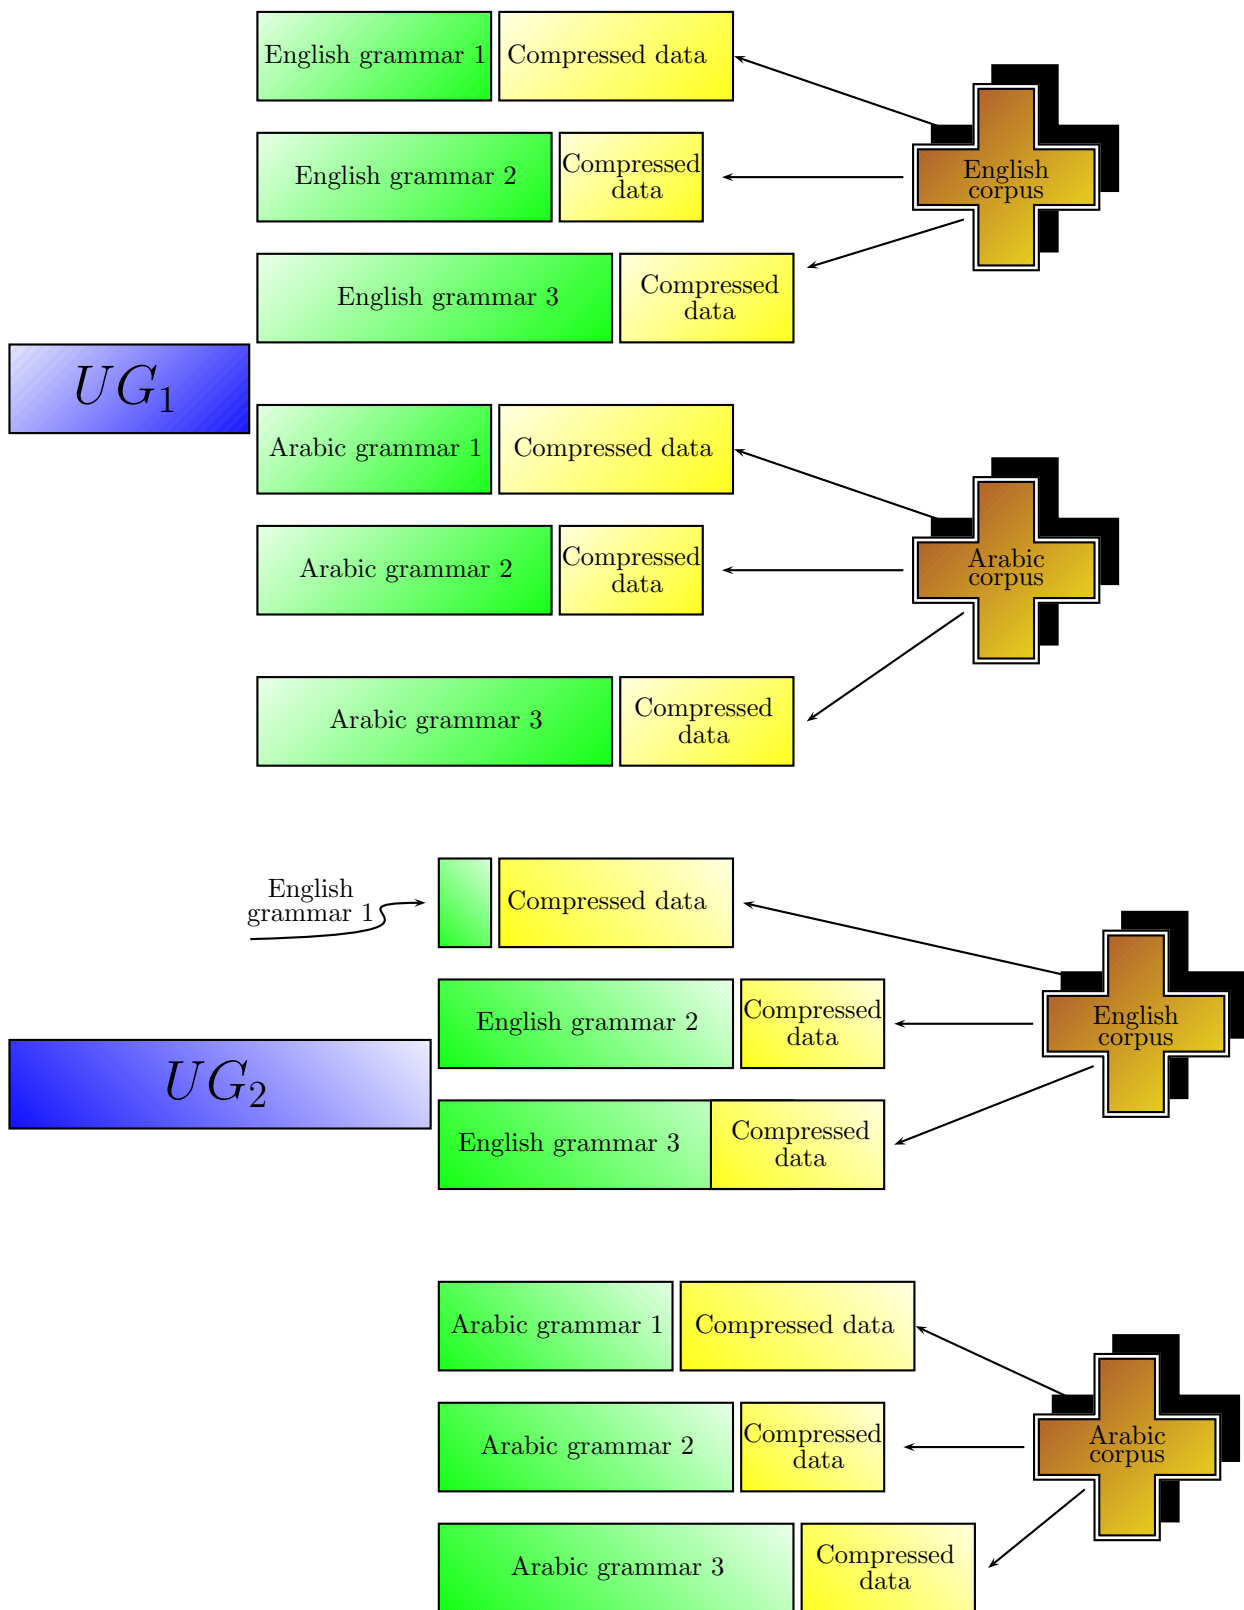 English grammar 1
Compressed data
English grammar 2
Compressed
data
English
corpus
English grammar 3
Compressed
data
UG1
Arabic grammar 1
Compressed data
Arabic grammar 2
Compressed
data
Arabic
corpus
Arabic grammar 3
Compressed
data
English
grammar 1
Compressed data
English grammar 2
Compressed
data
English
corpus
UG2
English grammar 3
Compressed
data
Arabic grammar 1
Compressed data
Arabic grammar 2
Compressed
data
Arabic
corpus
Arabic grammar 3
Compressed
data